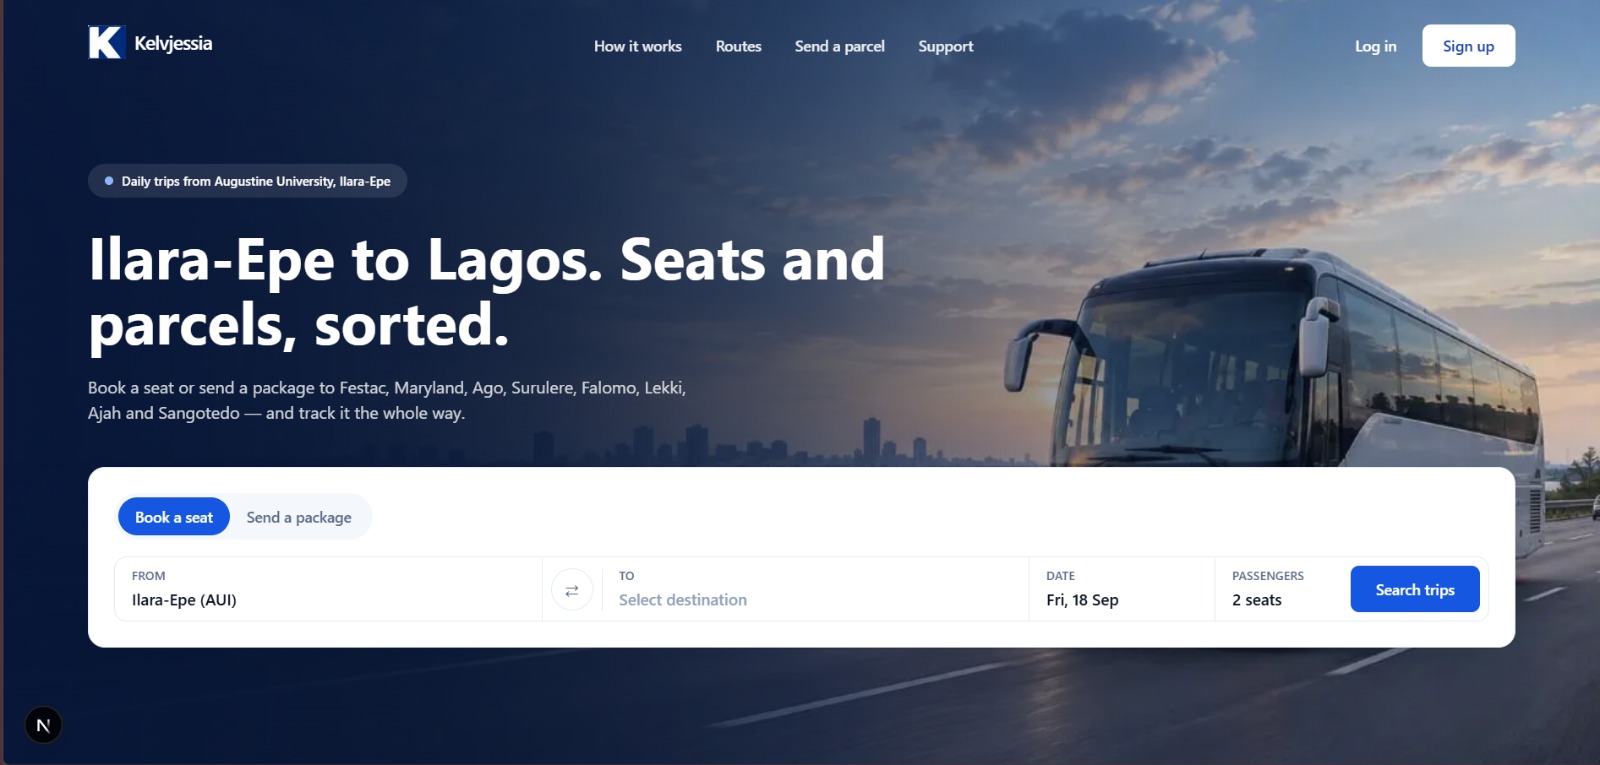 K Kelvjessia
How it works
Routes
Send a parcel
Support
Log in
Sign up
Daily trips from Augustine University, Ilara-Epe
Ilara-Epe to Lagos. Seats and
parcels, sorted.
Book a seat or send a package to Festac, Maryland, Ago, Surulere, Falomo, Lekki,
Ajah and Sangotedo — and track it the whole way.
Book a seat
Send a package
FROM
Ilara-Epe (AUI)
TO
Select destination
DATE
Fri, 18 Sep
PASSENGERS
2 seats
Search trips
N